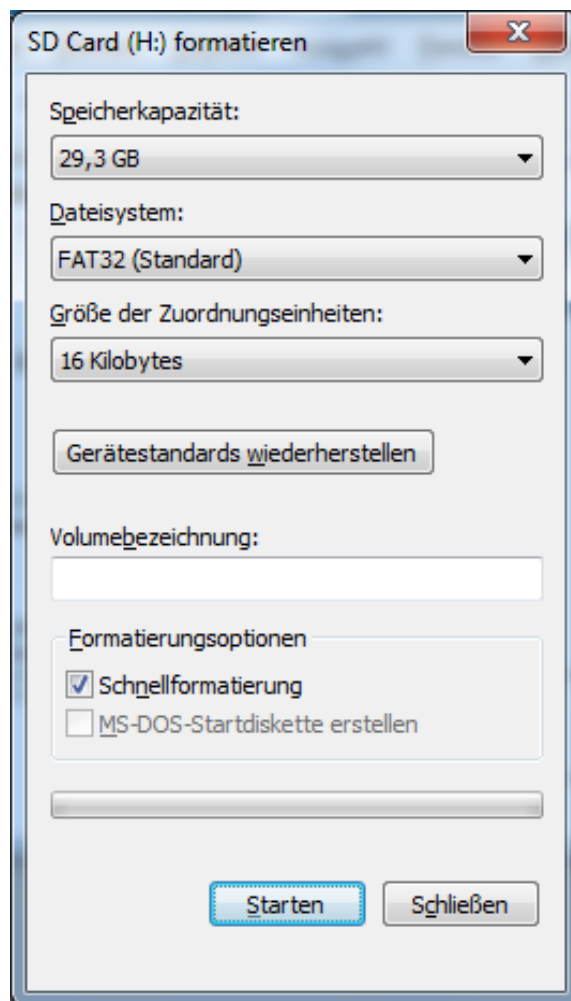 SD Card (H:) formatieren
Speicherkapazität:
29,3 GB
Dateisystem:
FAT32 (Standard)
Größe der Zuordnungseinheiten:
16 Kilobytes
Gerätestandards wiederherstellen
Volumebezeichnung:
Formatierungsoptionen
Schnellformatierung
MS-DOS-Startdiskette erstellen
Starten Schließen